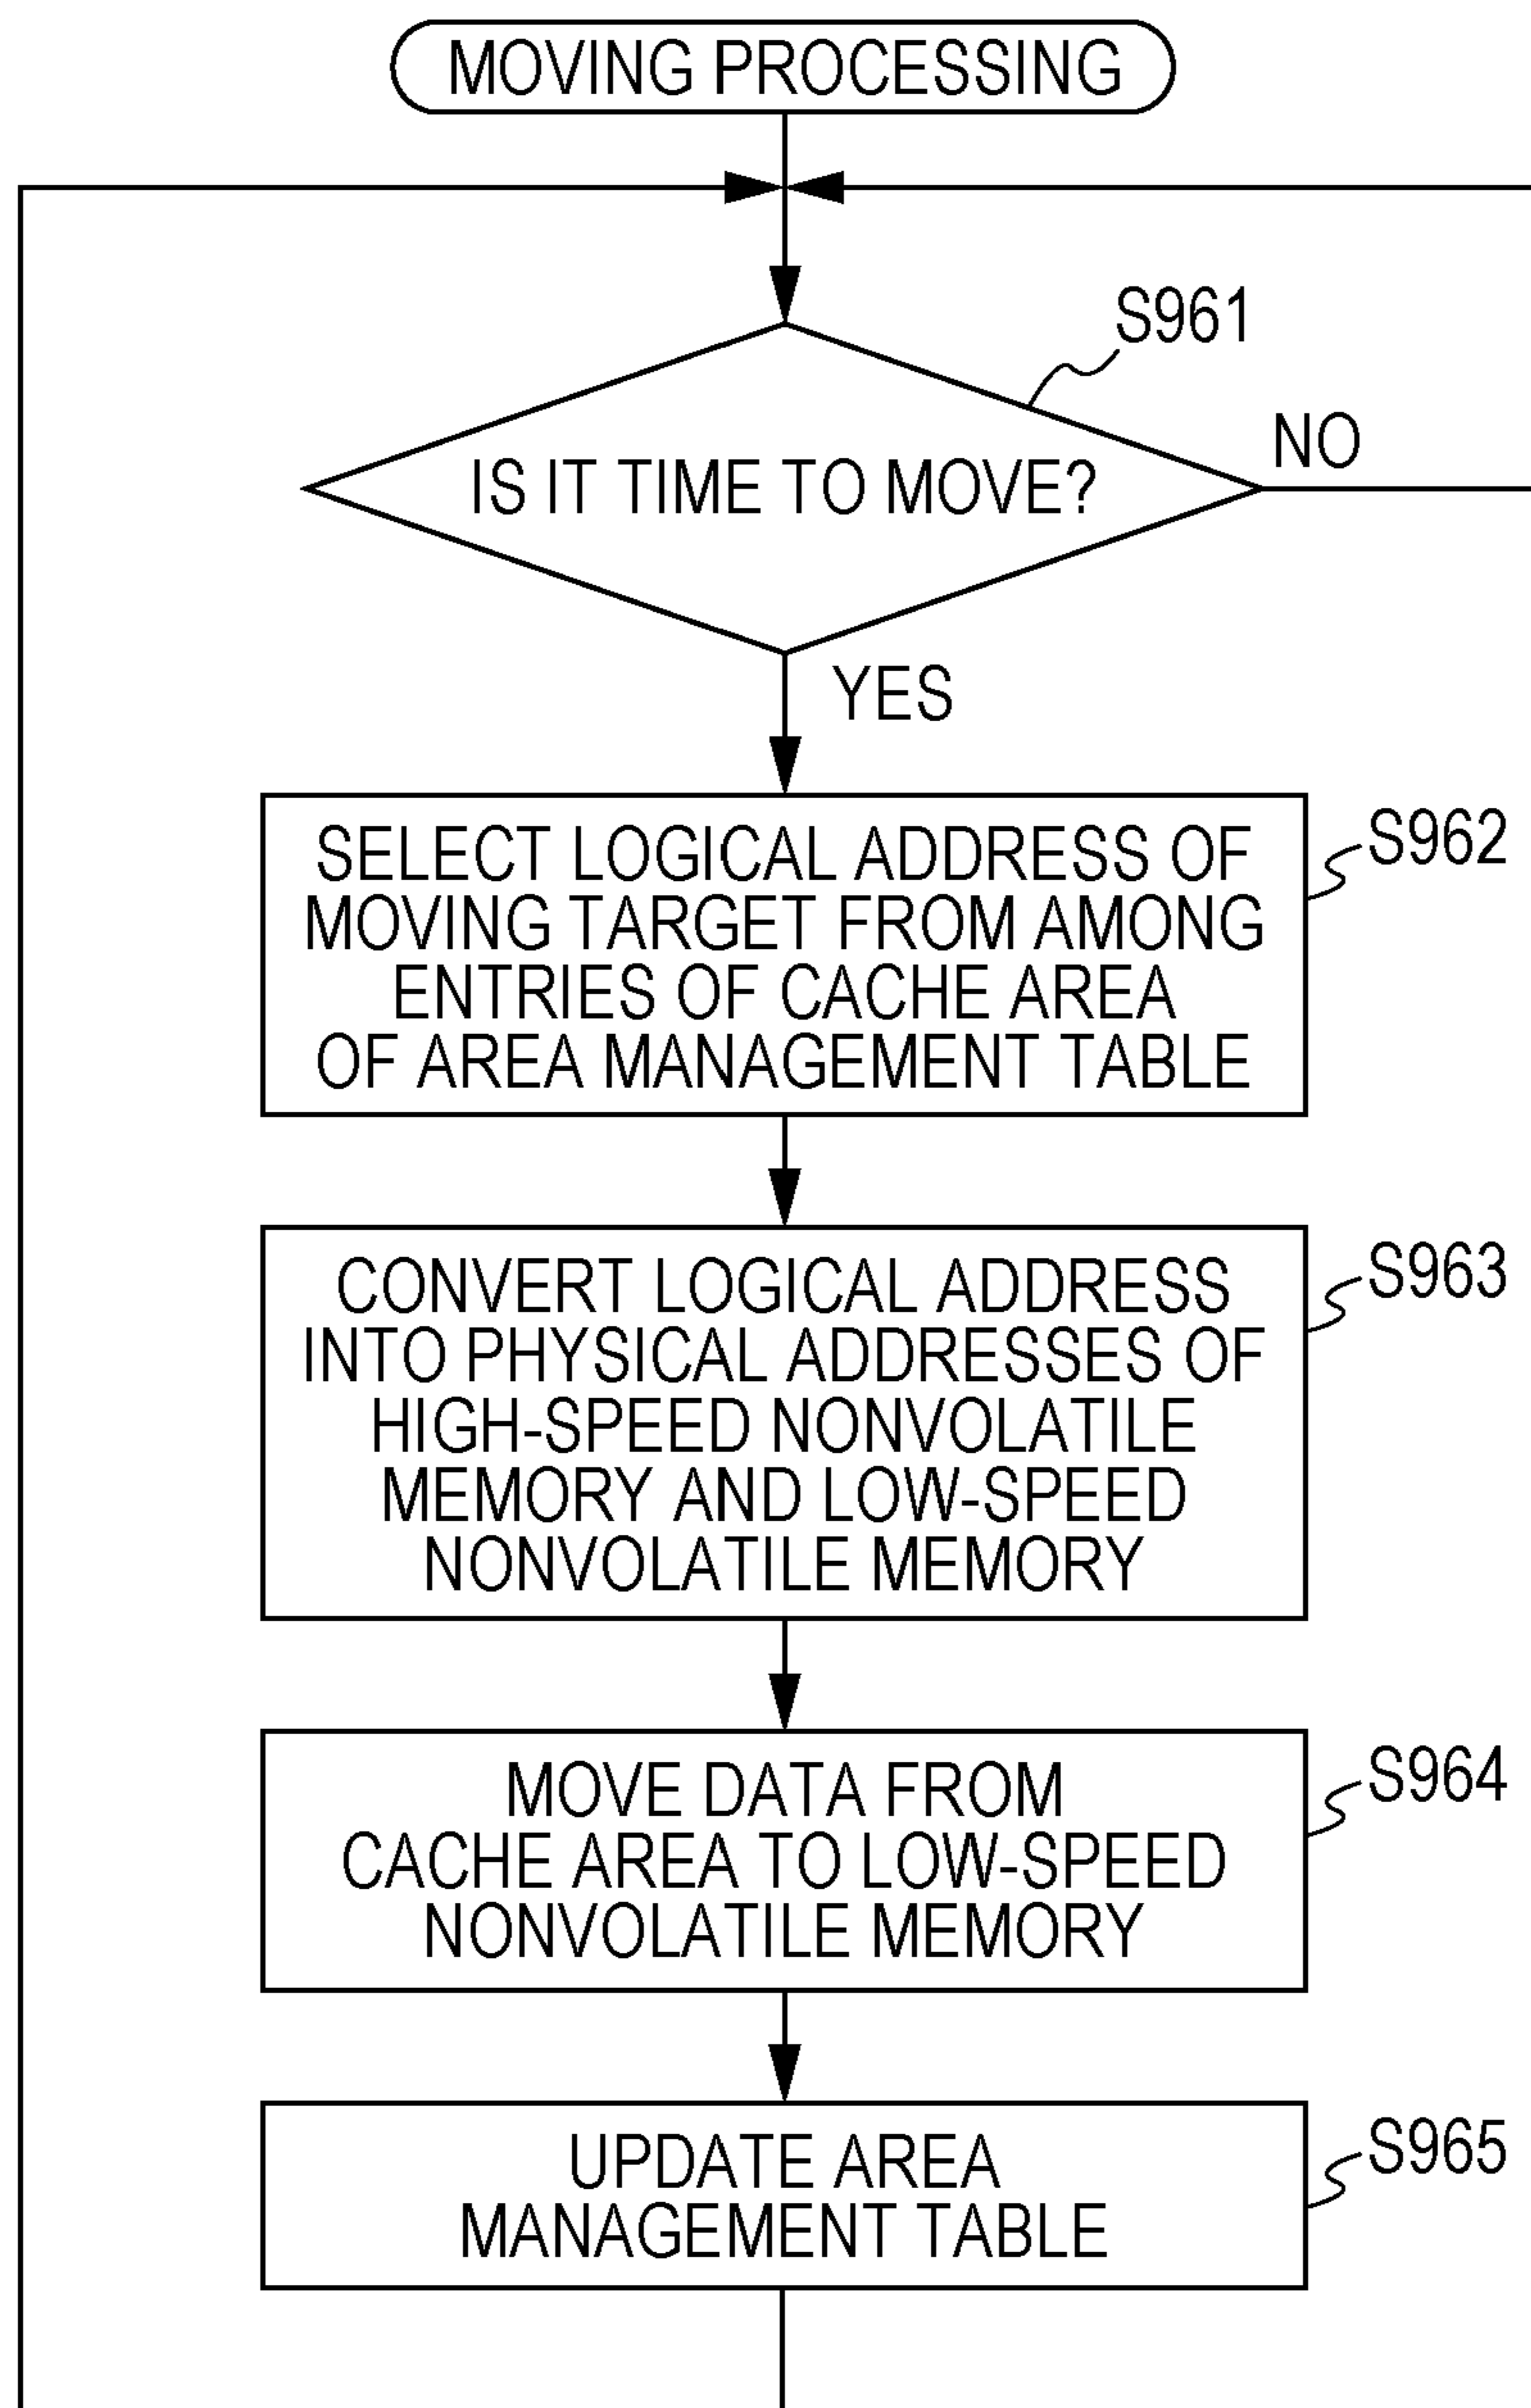 MOVING PROCESSING
S961
IS IT TIME TO MOVE?
NO
YES
SELECT LOGICAL ADDRESS OF
MOVING TARGET FROM AMONG
ENTRIES OF CACHE AREA
OF AREA MANAGEMENT TABLE
S962
CONVERT LOGICAL ADDRESS
INTO PHYSICAL ADDRESSES OF
HIGH-SPEED NONVOLATILE
MEMORY AND LOW-SPEED
NONVOLATILE MEMORY
S963
MOVE DATA FROM
CACHE AREA TO LOW-SPEED
NONVOLATILE MEMORY
S964
UPDATE AREA
MANAGEMENT TABLE
S965